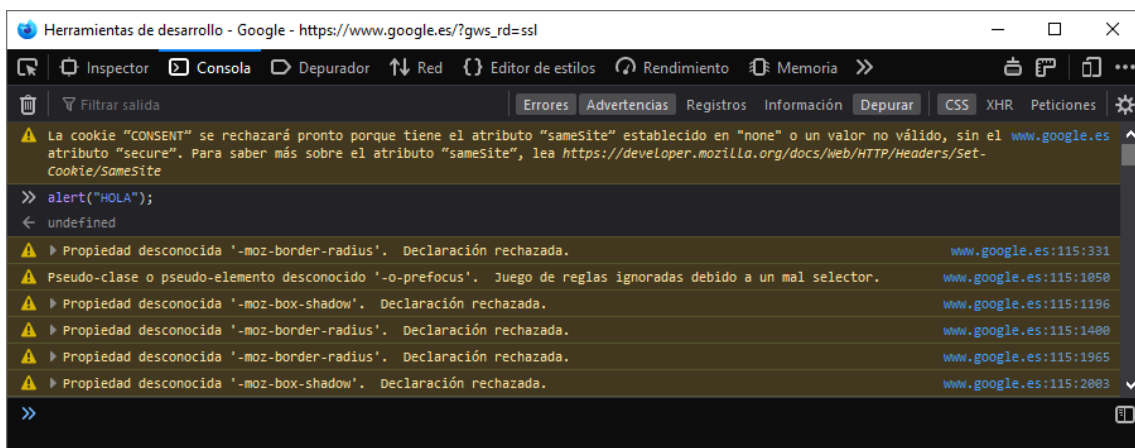 Herramientas de desarrollo - Google - https://www.google.es/?gws_rd=ssl
Inspector Consola Depurador Red Editor de estilos Rendimiento Memoria
Filtrar salida Errores Advertencias Registros Información Depurar CSS XHR Peticiones
La cookie “CONSENT” se rechazará pronto porque tiene el atributo “sameSite” establecido en "none" o un valor no válido, sin el www.google.es
atributo “secure”. Para saber más sobre el atributo “sameSite”, lea https://developer.mozilla.org/docs/Web/HTTP/Headers/Set-
Cookie/SameSite
alert("HOLA");
undefined
Propiedad desconocida '-moz-border-radius'. Declaración rechazada. www.google.es:115:331
Pseudo-clase o pseudo-elemento desconocido '-o-prefocus'. Juego de reglas ignoradas debido a un mal selector. www.google.es:115:1050
Propiedad desconocida '-moz-box-shadow'. Declaración rechazada. www.google.es:115:1196
Propiedad desconocida '-moz-border-radius'. Declaración rechazada. www.google.es:115:1400
Propiedad desconocida '-moz-border-radius'. Declaración rechazada. www.google.es:115:1965
Propiedad desconocida '-moz-box-shadow'. Declaración rechazada. www.google.es:115:2003